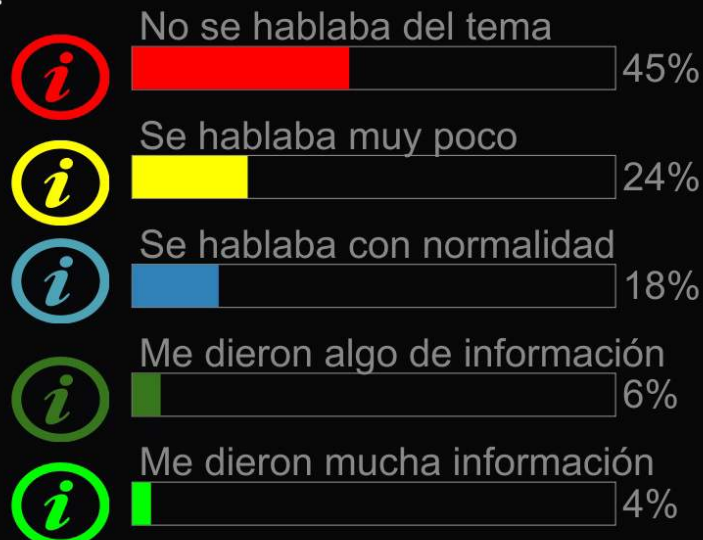 No se hablaba del tema
45%
Se hablaba muy poco
24%
Se hablaba con normalidad
18%
Me dieron algo de información
6%
Me dieron mucha información
4%